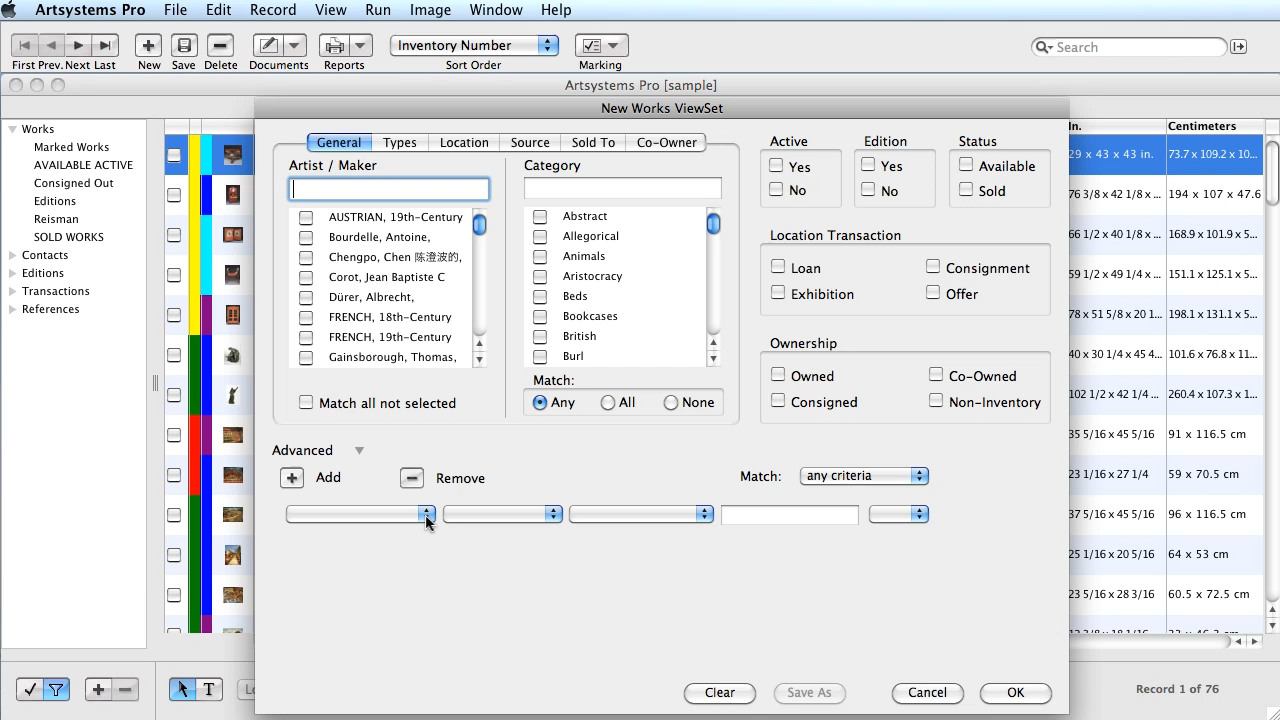 Artsystems Pro File Edit Record View Run Image Window Help
First Prev. Next Last New Save Delete Documents Reports Inventory Number Sort Order Marking Search
Artsystems Pro [sample]
New Works ViewSet
Works
Marked Works
AVAILABLE ACTIVE
Consigned Out
Editions
Reisman
SOLD WORKS
Contacts
Editions
Transactions
References
General Types Location Source Sold To Co-Owner
Artist / Maker
AUSTRIAN, 19th-Century
Bourdelle, Antoine,
Chengpo, Chen 陈澄波的,
Corot, Jean Baptiste C
Dürer, Albrecht,
FRENCH, 18th-Century
FRENCH, 19th-Century
Gainsborough, Thomas,
Match all not selected
Category
Abstract
Allegorical
Animals
Aristocracy
Beds
Bookcases
British
Burl
Match:
Any All None
Active
Yes
No
Edition
Yes
No
Status
Available
Sold
Location Transaction
Loan Consignment
Exhibition Offer
Ownership
Owned Co-Owned
Consigned Non-Inventory
Advanced
Add Remove Match: any criteria
Clear Save As Cancel OK
In. Centimeters
29 x 43 x 43 in. 73.7 x 109.2 x 10...
76 3/8 x 42 1/8 x ... 194 x 107 x 47.6
66 1/2 x 40 1/8 x ... 168.9 x 101.9 x 5...
59 1/2 x 49 1/4 x ... 151.1 x 125.1 x 5...
78 x 51 5/8 x 20 1... 198.1 x 131.1 x 5...
40 x 30 1/4 x 45 4... 101.6 x 76.8 x 11...
102 1/2 x 42 1/4 ... 260.4 x 107.3 x 1...
35 5/16 x 45 5/16 91 x 116.5 cm
23 1/16 x 27 1/4 59 x 70.5 cm
37 5/16 x 45 5/16 96 x 116.5 cm
25 1/16 x 20 5/16 64 x 53 cm
23 5/16 x 28 3/16 60.5 x 72.5 cm
T
Record 1 of 76